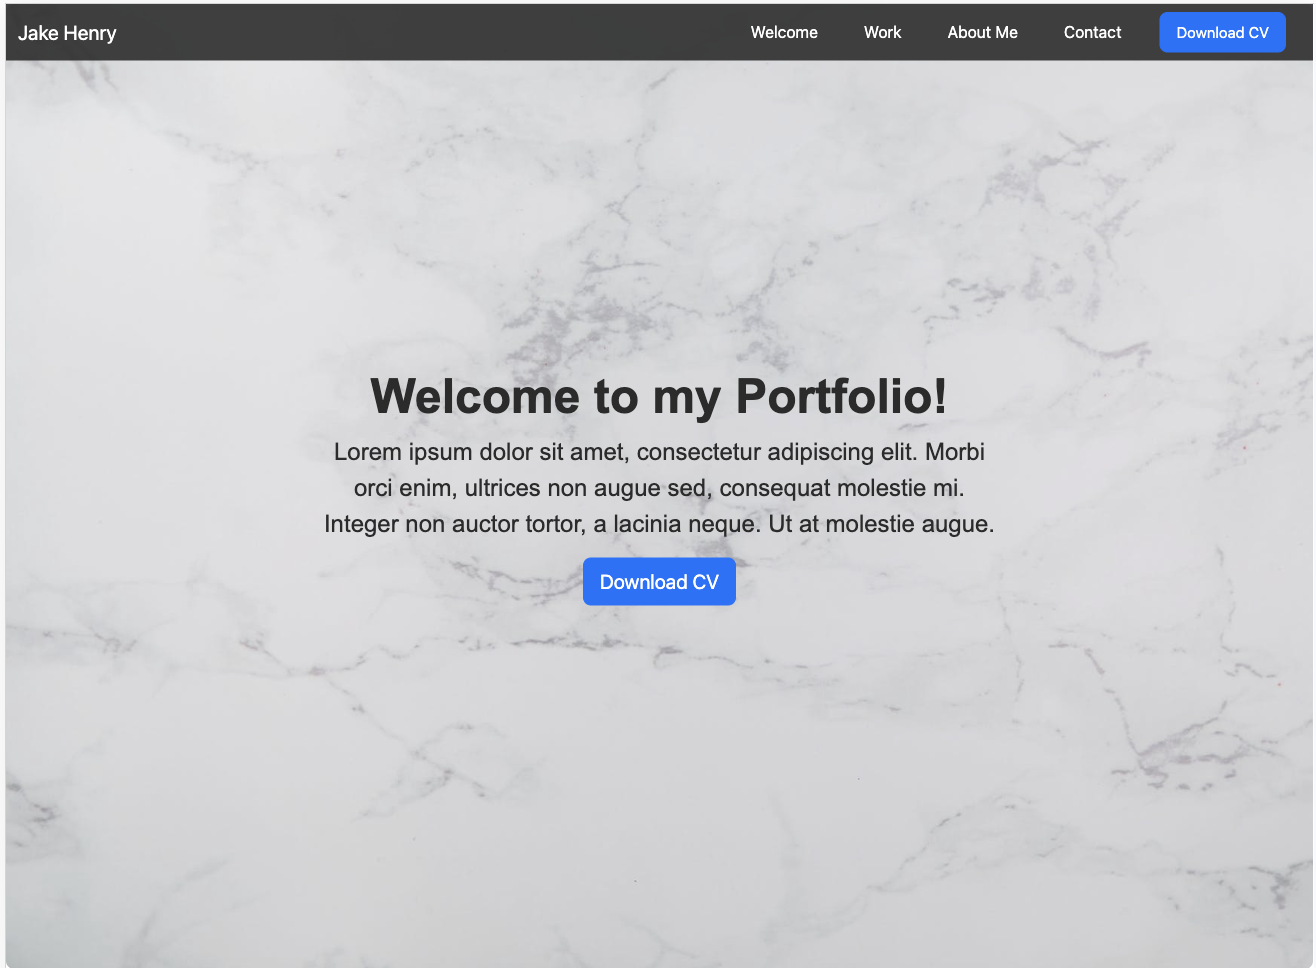 Jake Henry
Welcome
Work
About Me
Contact
Download CV
Welcome to my Portfolio!
Lorem ipsum dolor sit amet, consectetur adipiscing elit. Morbi
orci enim, ultrices non augue sed, consequat molestie mi.
Integer non auctor tortor, a lacinia neque. Ut at molestie augue.
Download CV